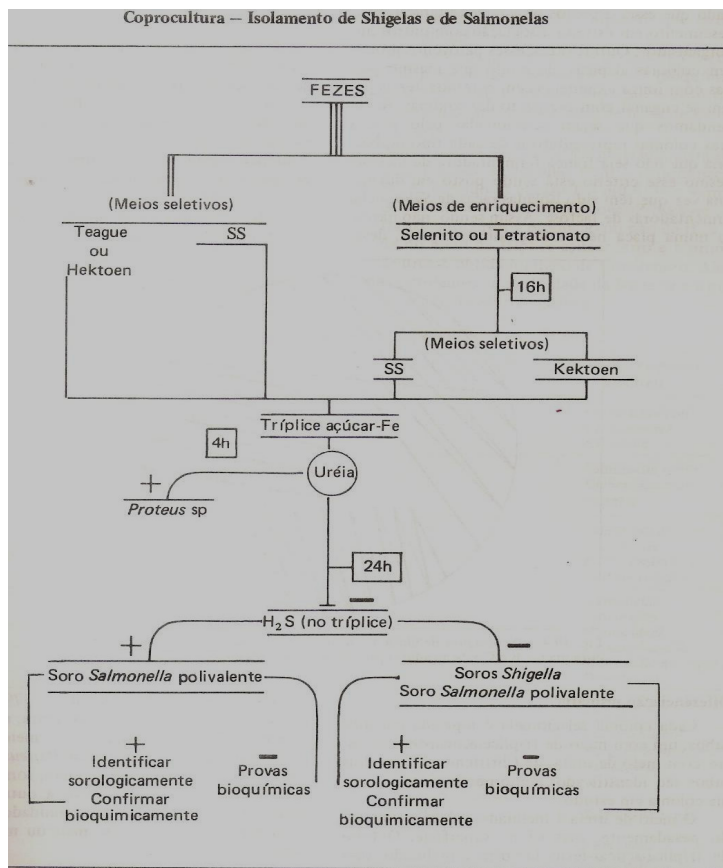 Coprocultura – Isolamento de Shigelas e de Salmonelas
FEZES
(Meios seletivos)
Teague
ou
Hektoen
SS
(Meios de enriquecimento)
Selenito ou Tetrationato
16h
(Meios seletivos)
SS
Kektoen
Tríplice açúcar-Fe
4h
Uréia
+
Proteus sp
24h
–
H₂S (no tríplice)
+
–
Soro Salmonella polivalente
Soros Shigella
Soro Salmonella polivalente
+
Identificar
sorologicamente
Confirmar
bioquimicamente
–
Provas
bioquímicas
+
Identificar
sorologicamente
Confirmar
bioquimicamente
–
Provas
bioquímicas